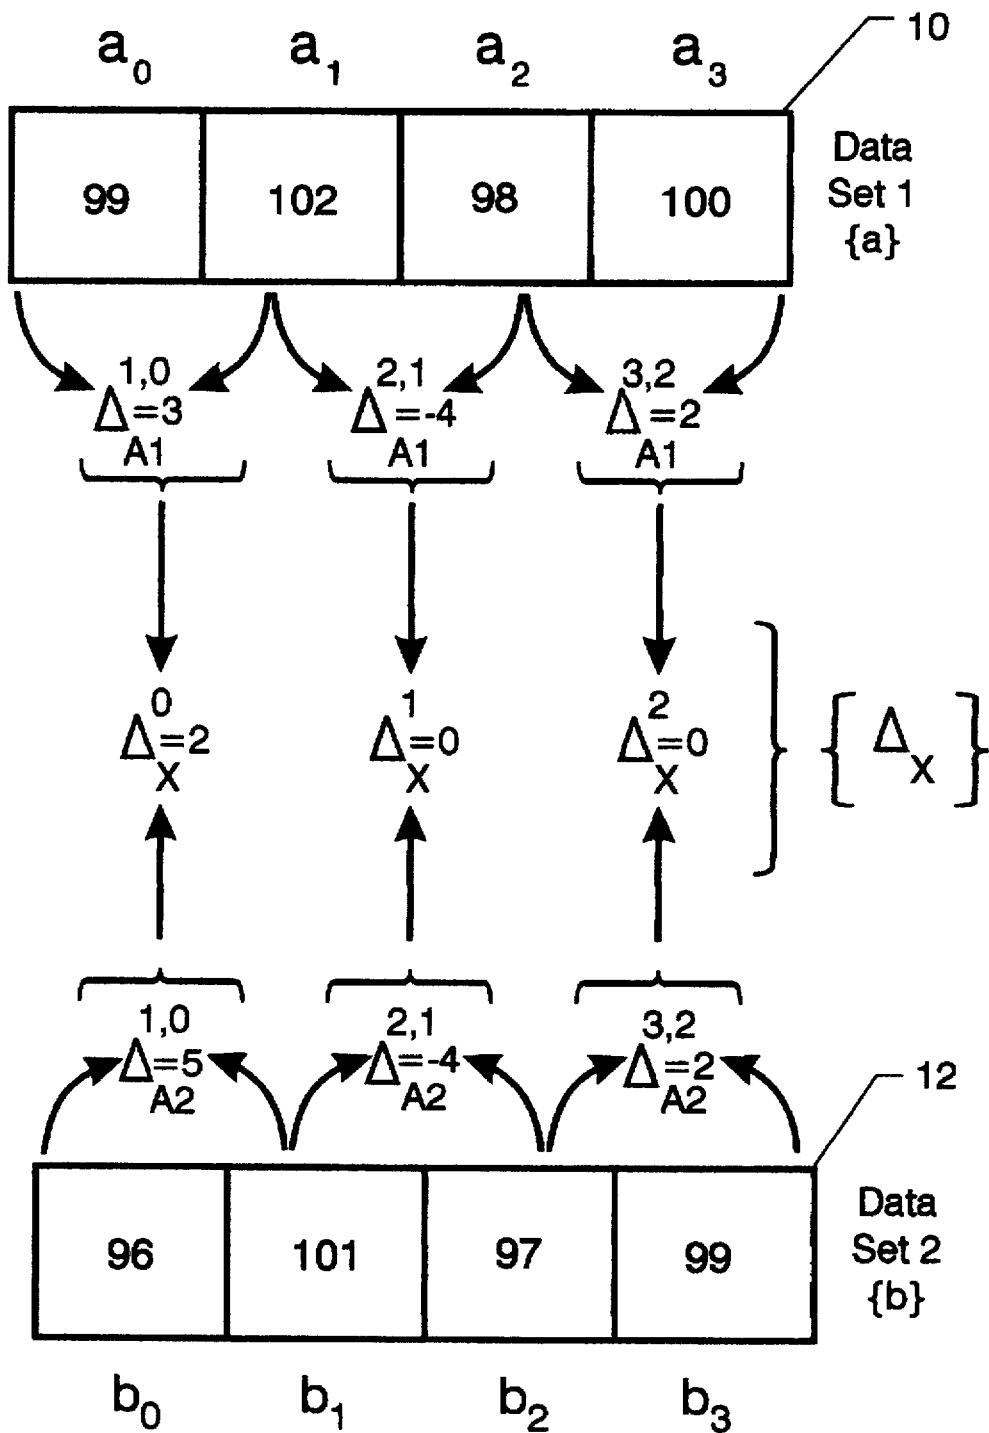 a0 a1 a2 a3 10
99 102 98 100
Data
Set 1
{a}
1,0 2,1 3,2
Δ=3 Δ=-4 Δ=2
A1 A1 A1
0 1 2
Δ=2 Δ=0 Δ=0 } { ΔX }
X X X
1,0 2,1 3,2
Δ=5 Δ=-4 Δ=2
A2 A2 A2
12
96 101 97 99
Data
Set 2
{b}
b0 b1 b2 b3